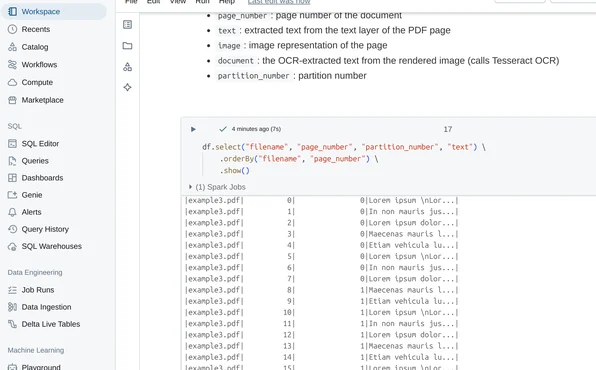 File Edit View Run Help Last edit was now
Workspace
Recents
Catalog
Workflows
Compute
Marketplace
SQL
SQL Editor
Queries
Dashboards
Genie
Alerts
Query History
SQL Warehouses
Data Engineering
Job Runs
Data Ingestion
Delta Live Tables
Machine Learning
Playground
page_number : page number of the document
text : extracted text from the text layer of the PDF page
image : image representation of the page
document : the OCR-extracted text from the rendered image (calls Tesseract OCR)
partition_number : partition number
4 minutes ago (7s) 17
df.select("filename", "page_number", "partition_number", "text") \
.orderBy("filename", "page_number") \
.show()
(1) Spark Jobs
|example3.pdf| 0| 0|Lorem ipsum \nLor...|
|example3.pdf| 1| 0|In non mauris jus...|
|example3.pdf| 2| 0|Lorem ipsum dolor...|
|example3.pdf| 3| 0|Maecenas mauris l...|
|example3.pdf| 4| 0|Etiam vehicula lu...|
|example3.pdf| 5| 0|Lorem ipsum \nLor...|
|example3.pdf| 6| 0|In non mauris jus...|
|example3.pdf| 7| 0|Lorem ipsum dolor...|
|example3.pdf| 8| 1|Maecenas mauris l...|
|example3.pdf| 9| 1|Etiam vehicula lu...|
|example3.pdf| 10| 1|Lorem ipsum \nLor...|
|example3.pdf| 11| 1|In non mauris jus...|
|example3.pdf| 12| 1|Lorem ipsum dolor...|
|example3.pdf| 13| 1|Maecenas mauris l...|
|example3.pdf| 14| 1|Etiam vehicula lu...|
|example3.pdf| 15| 1|Lorem ipsum \nLor...|